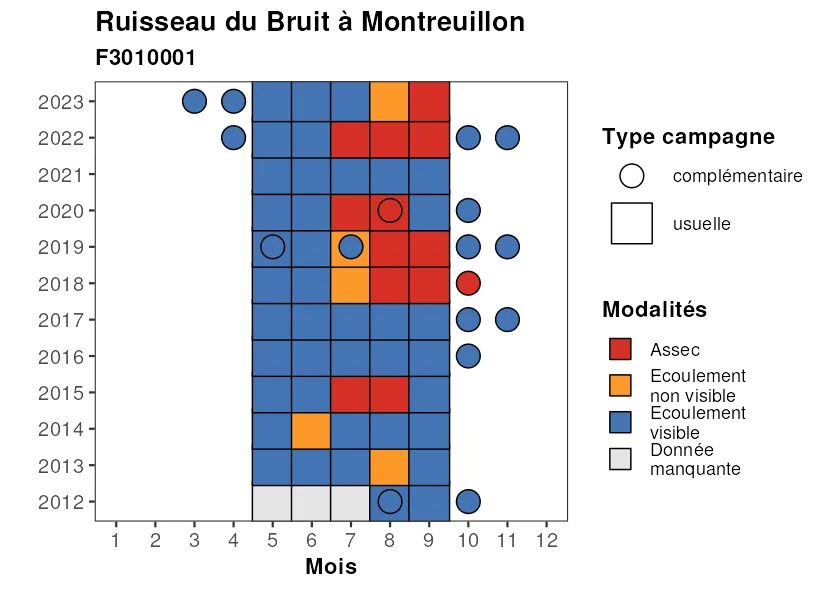 Ruisseau du Bruit à Montreuillon
F3010001
2023
2022
2021
2020
2019
2018
2017
2016
2015
2014
2013
2012
1 2 3 4 5 6 7 8 9 10 11 12
Mois
Type campagne
complémentaire
usuelle
Modalités
Assec
Ecoulement
non visible
Ecoulement
visible
Donnée
manquante